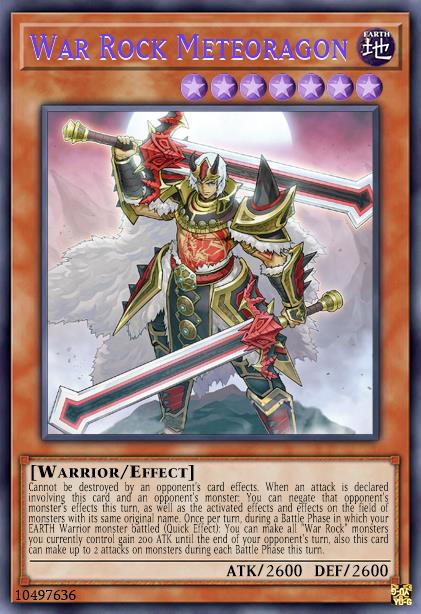 WAR ROCK METEORAGON
EARTH
地
[WARRIOR/EFFECT]
Cannot be destroyed by an opponent's card effects. When an attack is declared
involving this card and an opponent's monster: You can negate that opponent's
monster's effects this turn, as well as the activated effects and effects on the field
of monsters with its same original name. Once per turn, during a Battle Phase in which your
EARTH Warrior monster battled (Quick Effect): You can make all "War Rock" monsters
you currently control gain 200 ATK until the end of your opponent's turn, also this card
can make up to 2 attacks on monsters during each Battle Phase this turn.
ATK/2600 DEF/2600
10497636